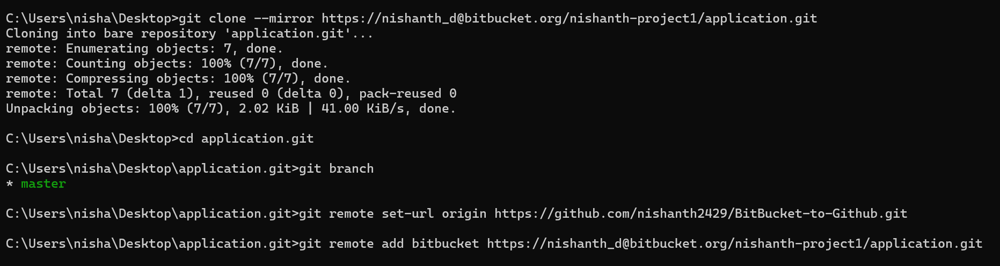 C:\Users\nisha\Desktop>git clone --mirror https://nishanth_d@bitbucket.org/nishanth-project1/application.git
Cloning into bare repository 'application.git'...
remote: Enumerating objects: 7, done.
remote: Counting objects: 100% (7/7), done.
remote: Compressing objects: 100% (7/7), done.
remote: Total 7 (delta 1), reused 0 (delta 0), pack-reused 0
Unpacking objects: 100% (7/7), 2.02 KiB | 41.00 KiB/s, done.
C:\Users\nisha\Desktop>cd application.git
C:\Users\nisha\Desktop\application.git>git branch
* master
C:\Users\nisha\Desktop\application.git>git remote set-url origin https://github.com/nishanth2429/BitBucket-to-Github.git
C:\Users\nisha\Desktop\application.git>git remote add bitbucket https://nishanth_d@bitbucket.org/nishanth-project1/application.git